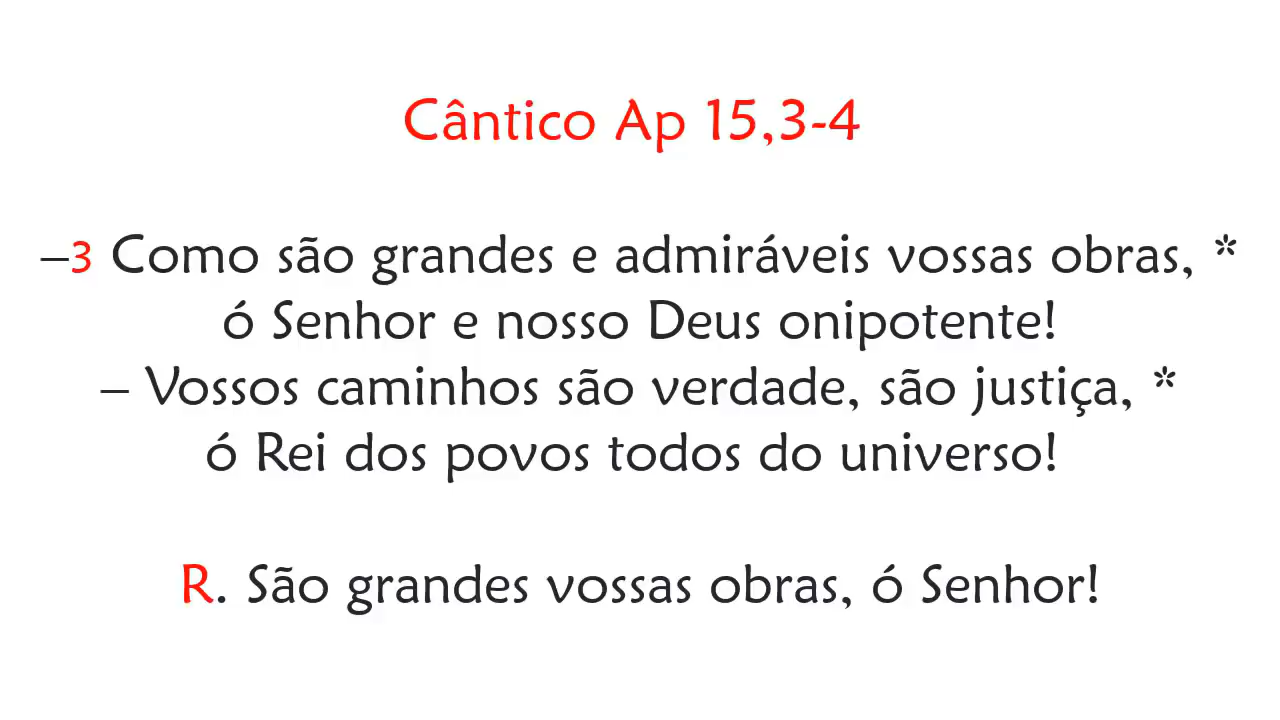 Cântico Ap 15,3-4
–3 Como são grandes e admiráveis vossas obras, *
ó Senhor e nosso Deus onipotente!
– Vossos caminhos são verdade, são justiça, *
ó Rei dos povos todos do universo!
R. São grandes vossas obras, ó Senhor!